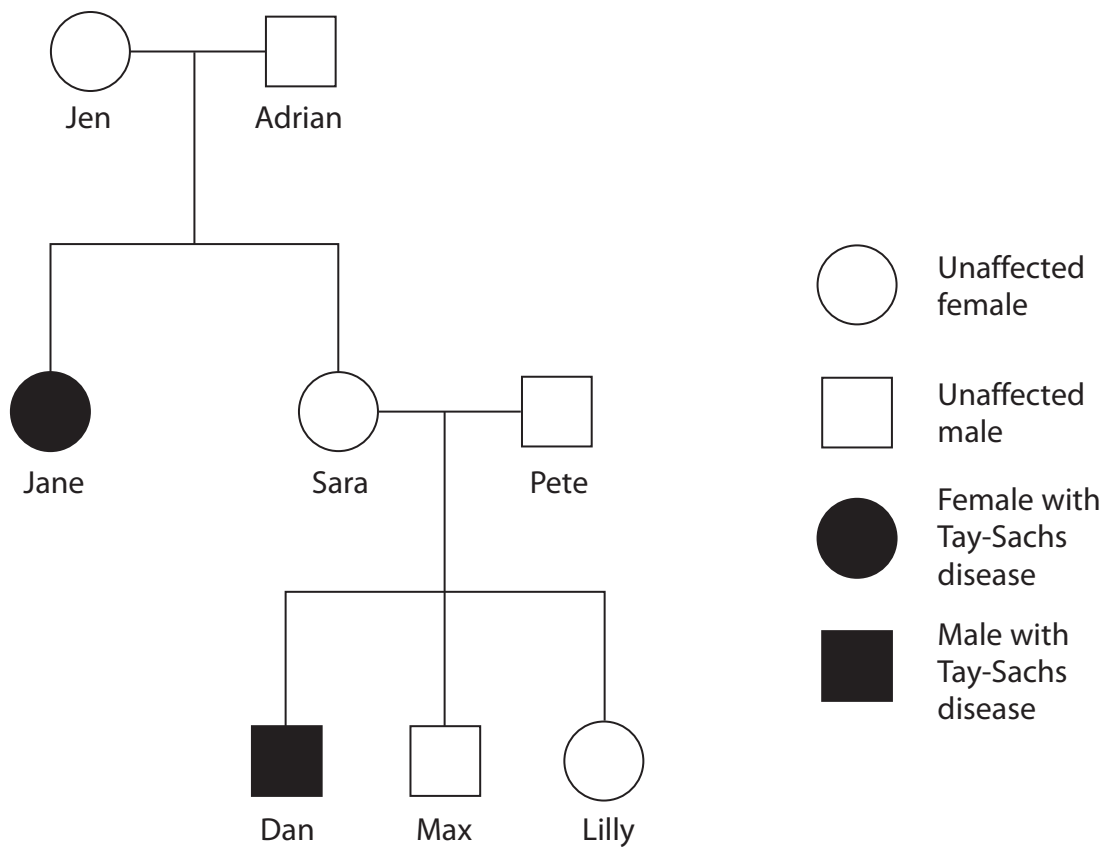 Jen
Adrian
Jane
Sara
Pete
Dan
Max
Lilly
Unaffected
female
Unaffected
male
Female with
Tay-Sachs
disease
Male with
Tay-Sachs
disease